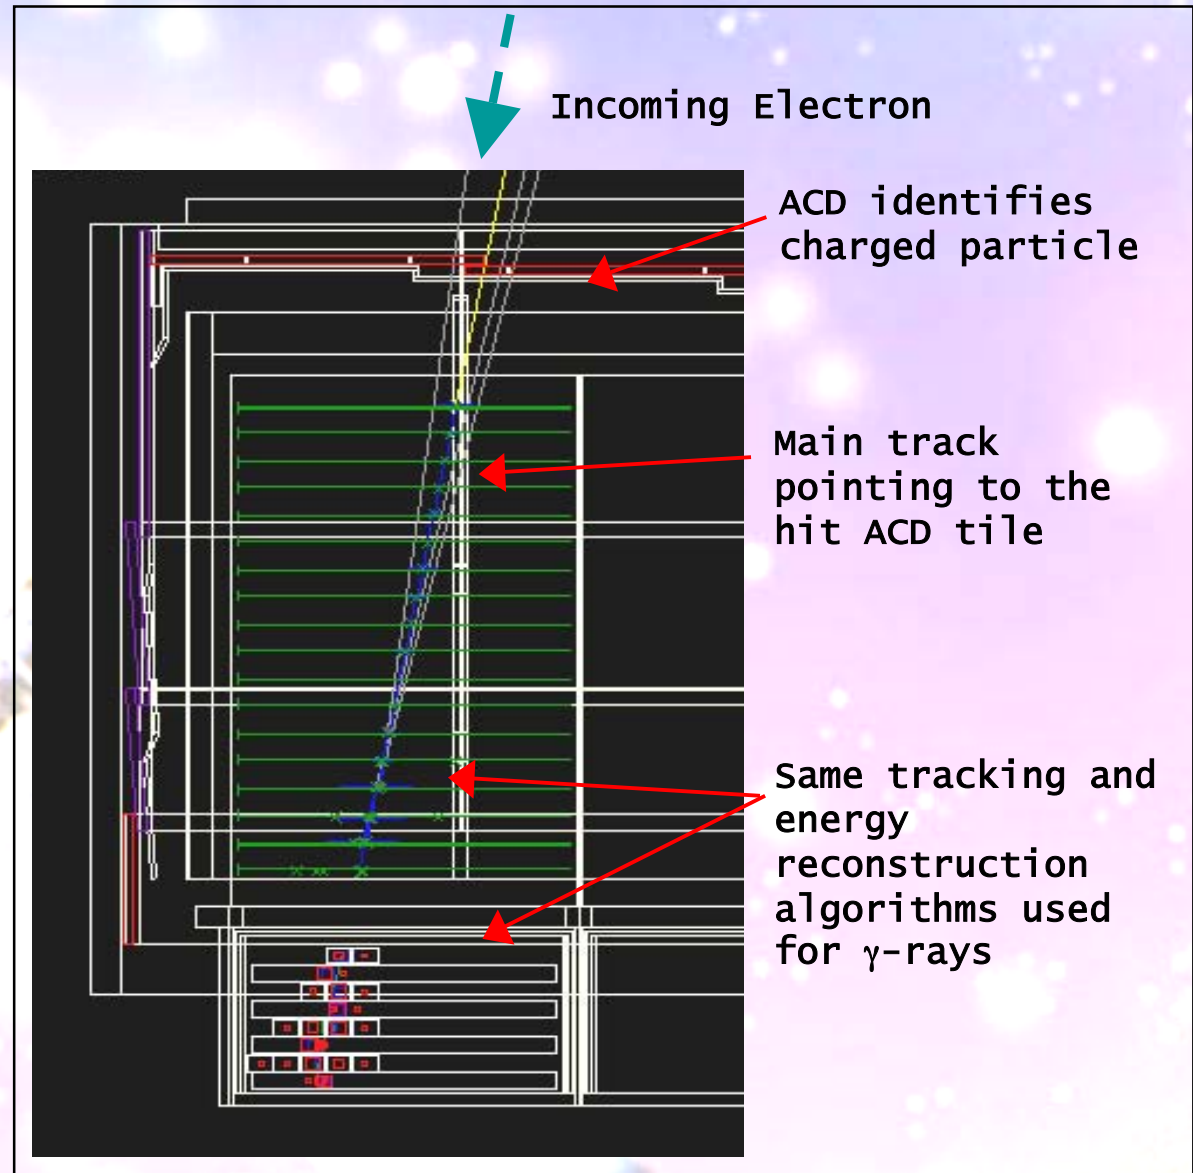 Incoming Electron
ACD identifies
charged particle
Main track
pointing to the
hit ACD tile
Same tracking and
energy
reconstruction
algorithms used
for γ-rays